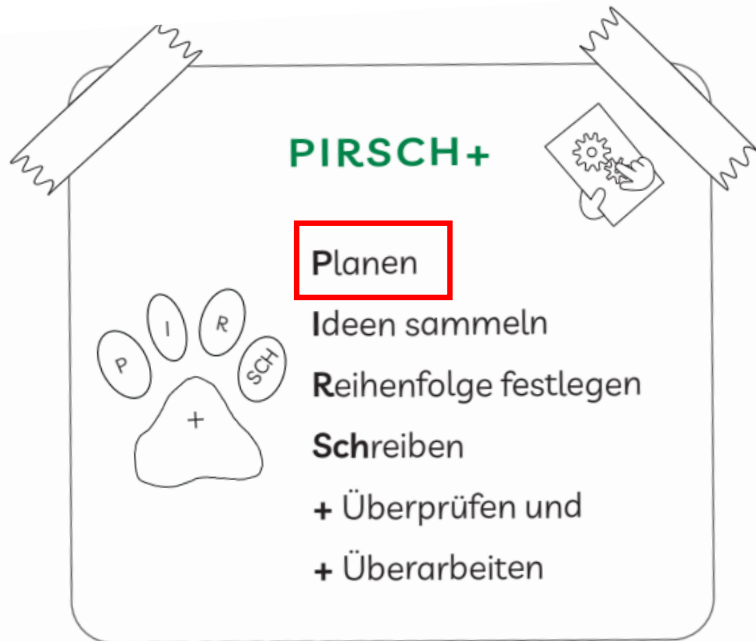 PIRSCH+
Planen
Ideen sammeln
Reihenfolge festlegen
Schreiben
+ Überprüfen und
+ Überarbeiten
P
I
R
SCH
+